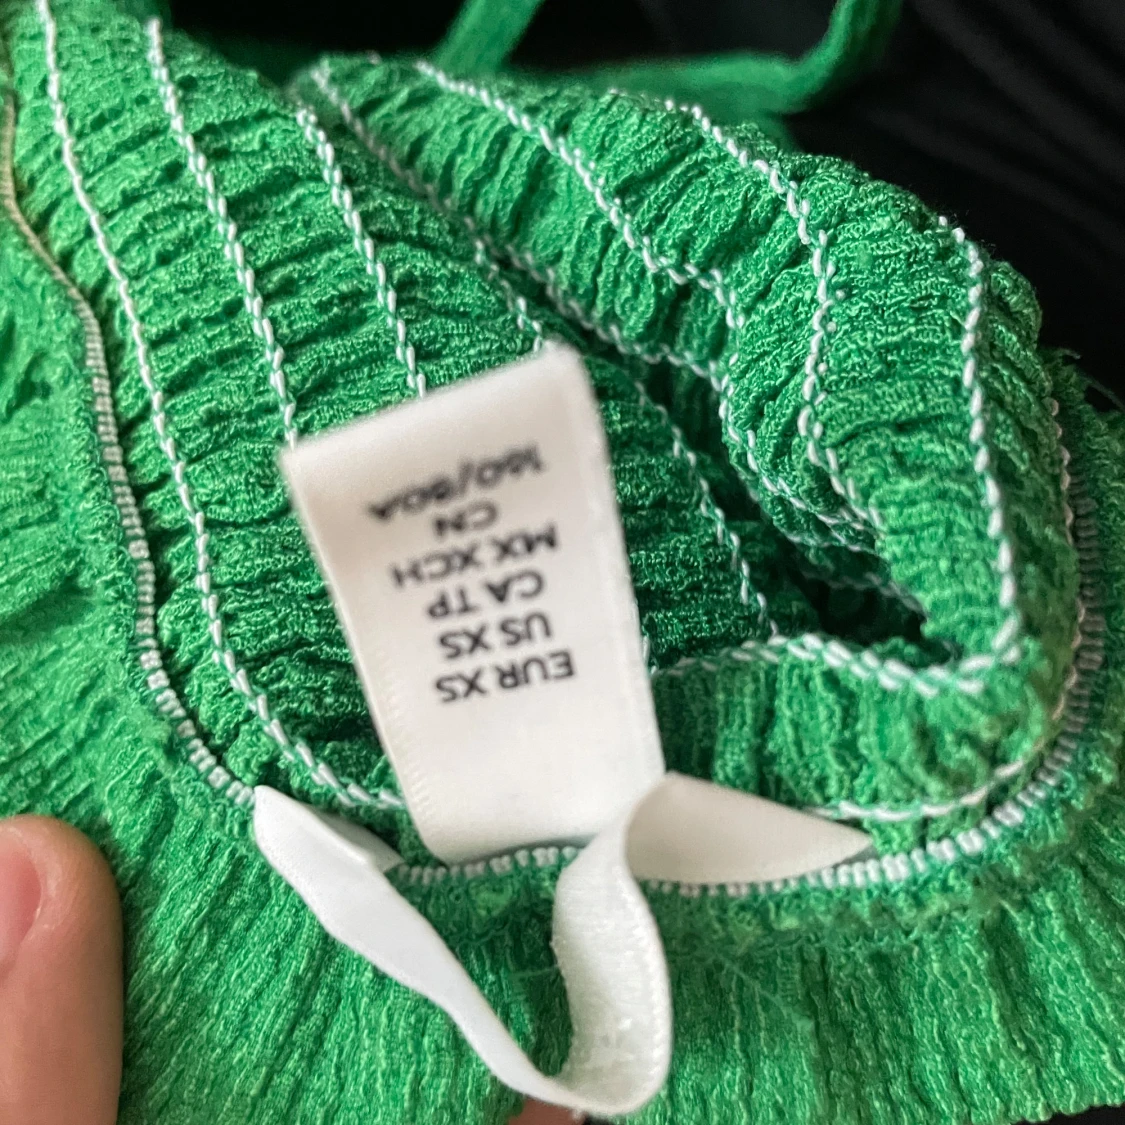 EUR XS
US XS
CA TP
MX XCH
CN
160/80A